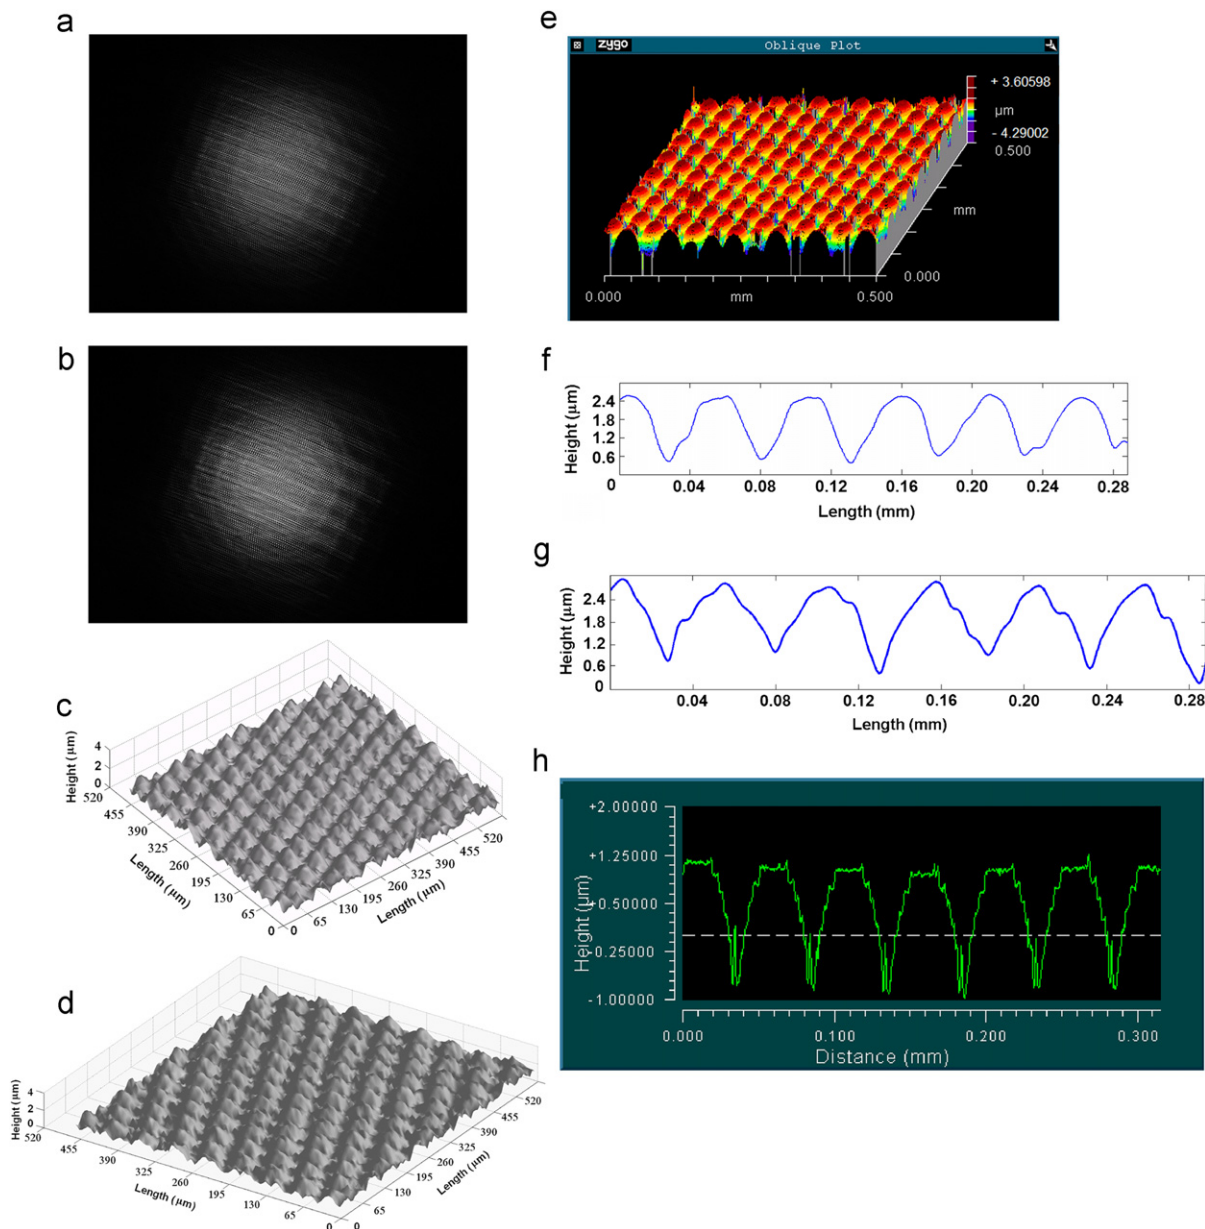 a
b
c
Height (μm)
4
2
0
520
455
390
325
260
195
130
65
0
Length (μm)
0
65
130
195
260
325
390
455
520
Length (μm)
d
Height (μm)
4
2
0
520
455
390
325
260
195
130
65
0
Length (μm)
0
65
130
195
260
325
390
455
520
Length (μm)
e
zygo Oblique Plot
+ 3.60598
μm
- 4.29002
0.500
mm
0.000
0.000 mm 0.500
f
Height (μm)
2.4
1.8
1.2
0.6
0 0.04 0.08 0.12 0.16 0.20 0.24 0.28
Length (mm)
g
Height (μm)
2.4
1.8
1.2
0.6
0
0.04 0.08 0.12 0.16 0.20 0.24 0.28
Length (mm)
h
Height (μm)
+2.00000
+1.25000
+0.50000
-0.25000
-1.00000
0.000 0.100 0.200 0.300
Distance (mm)